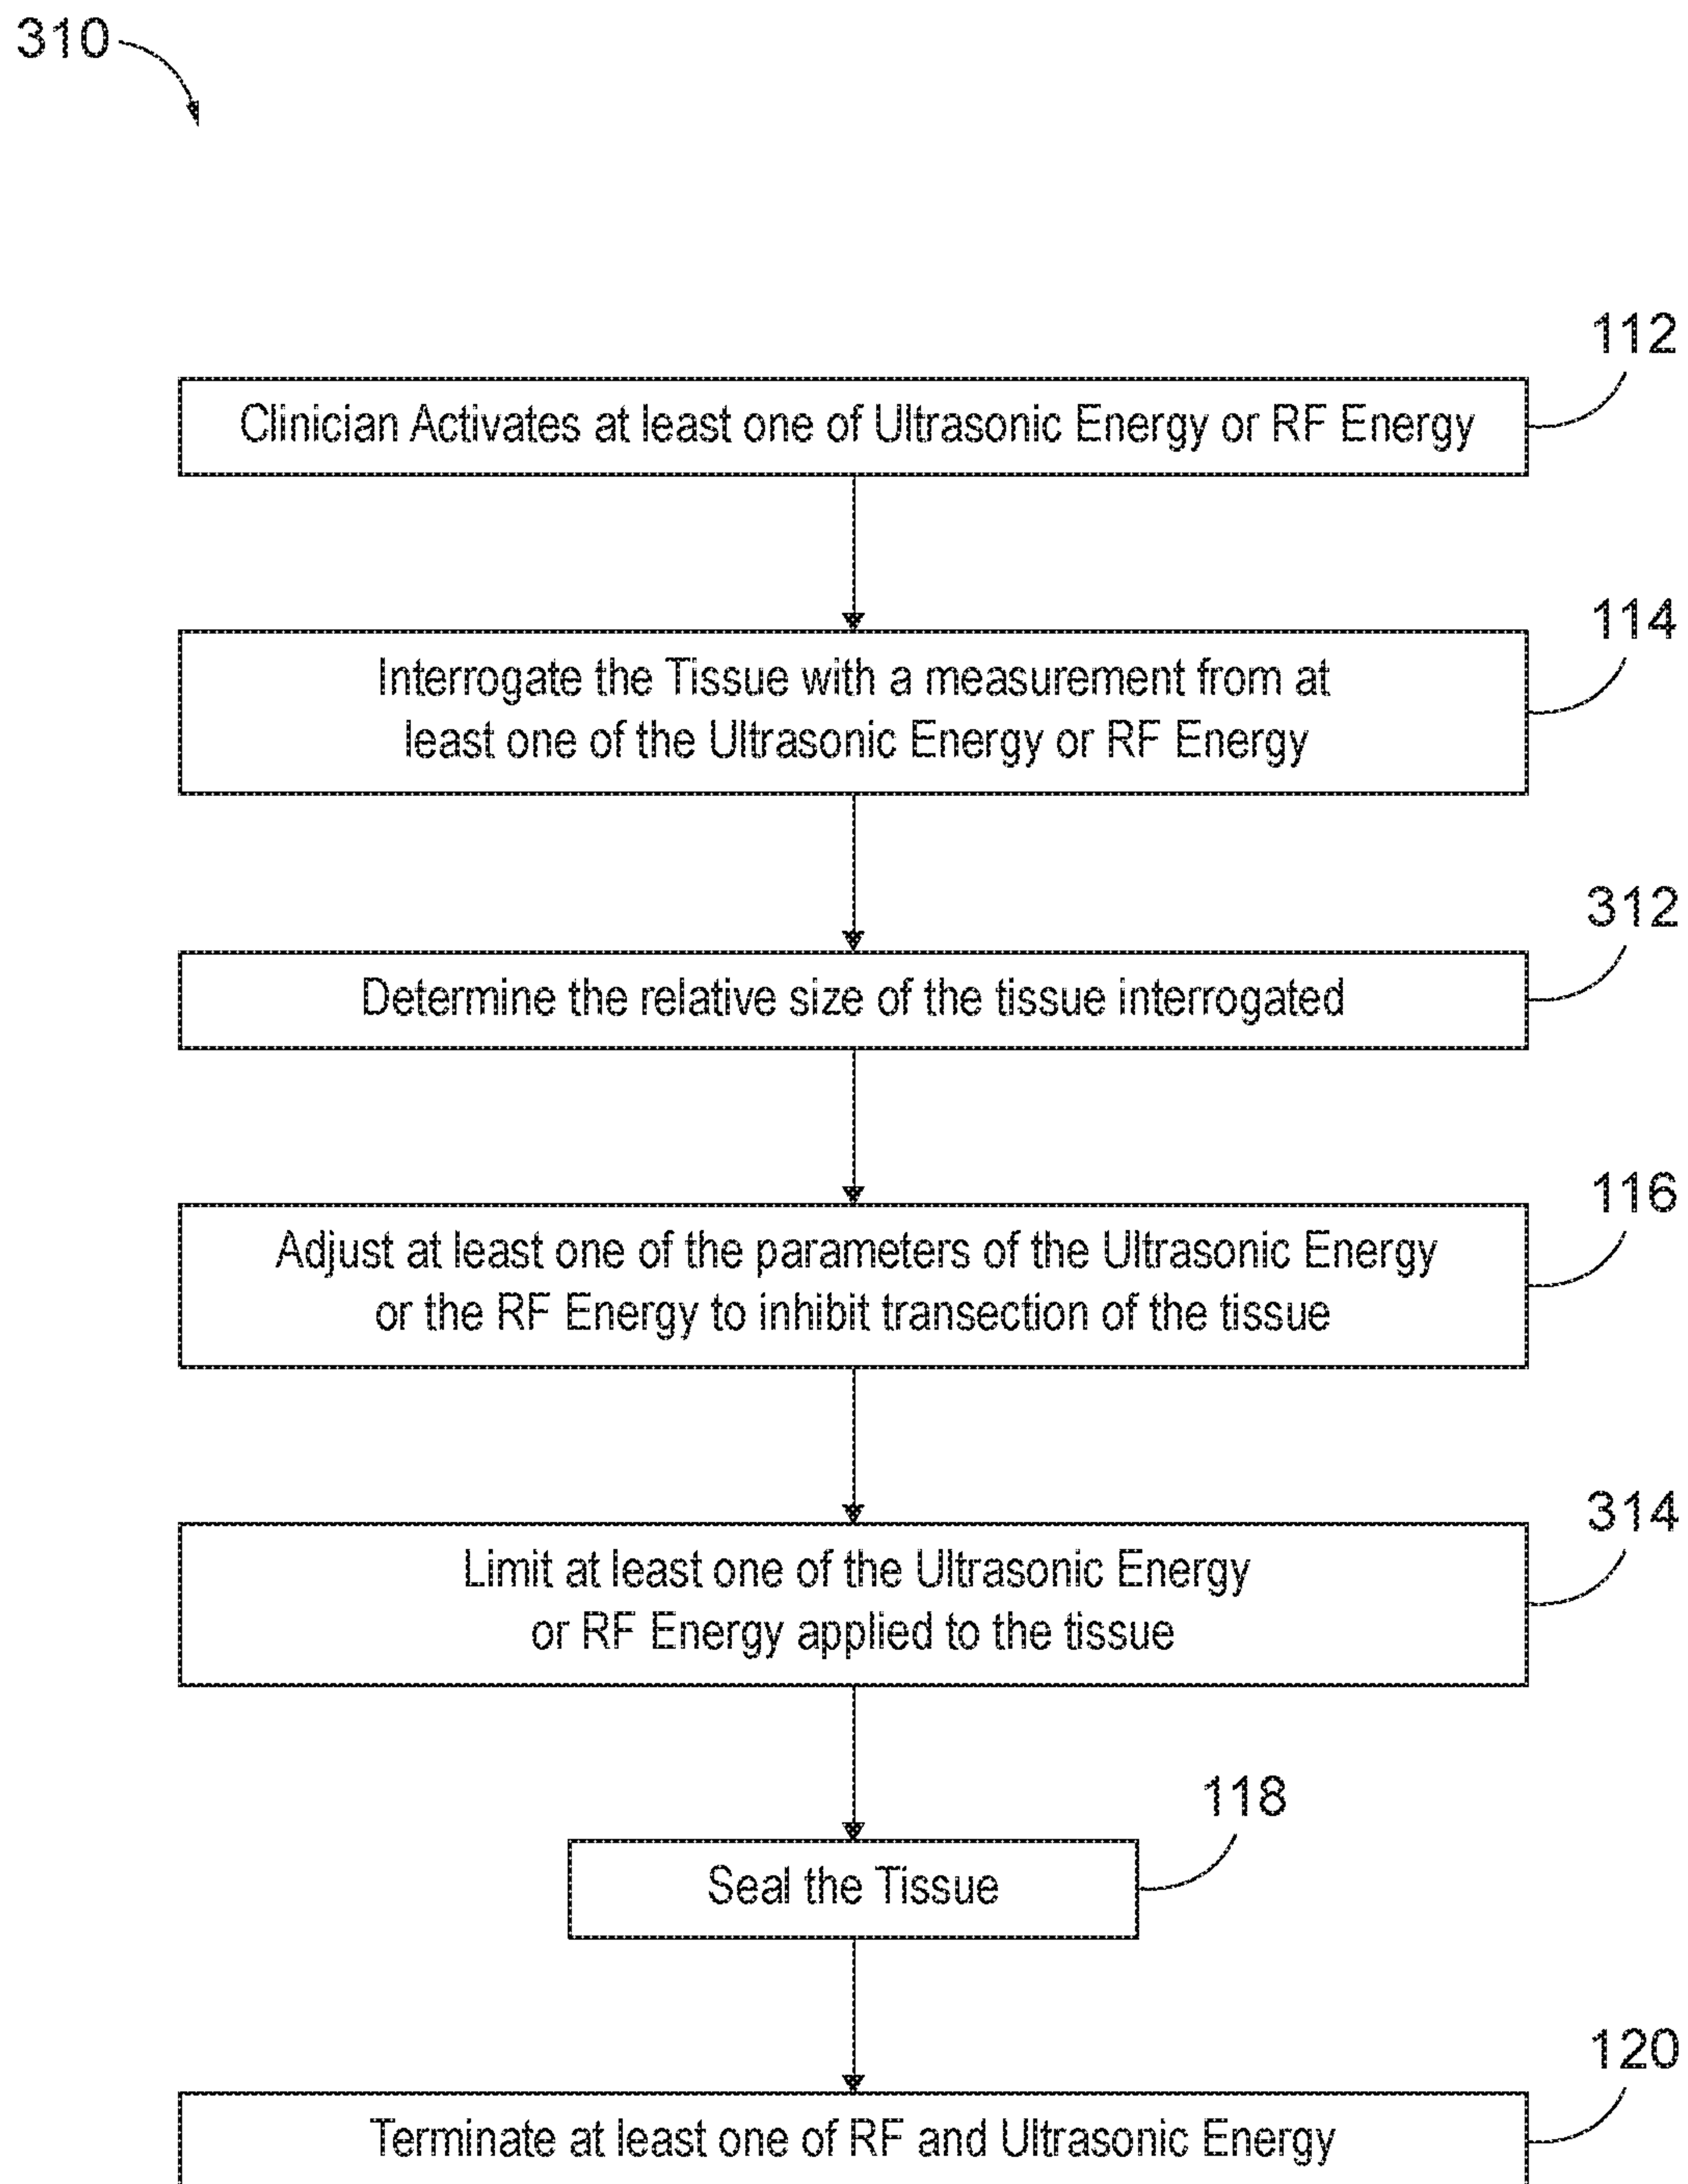 310
112
Clinician Activates at least one of Ultrasonic Energy or RF Energy
114
Interrogate the Tissue with a measurement from at
least one of the Ultrasonic Energy or RF Energy
312
Determine the relative size of the tissue interrogated
116
Adjust at least one of the parameters of the Ultrasonic Energy
or the RF Energy to inhibit transection of the tissue
314
Limit at least one of the Ultrasonic Energy
or RF Energy applied to the tissue
118
Seal the Tissue
120
Terminate at least one of RF and Ultrasonic Energy